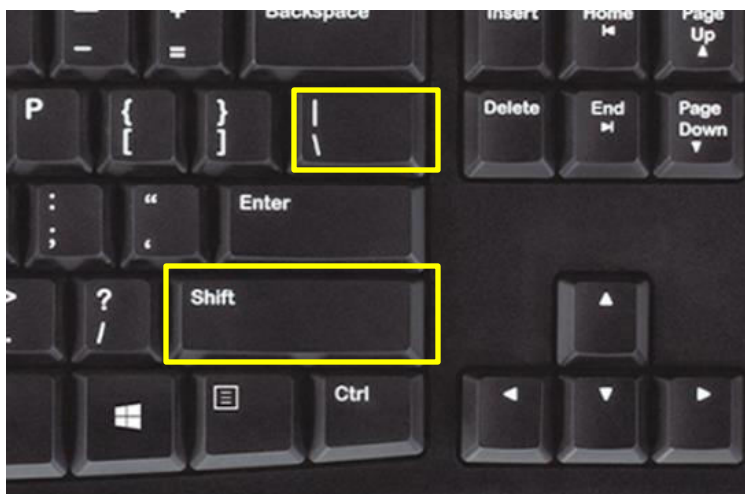 — + Backspace Insert Home Page
- = Up
P { } | Delete End Page
[ ] \ Down
: “ Enter
; ‘
> ? Shift
. /
Ctrl